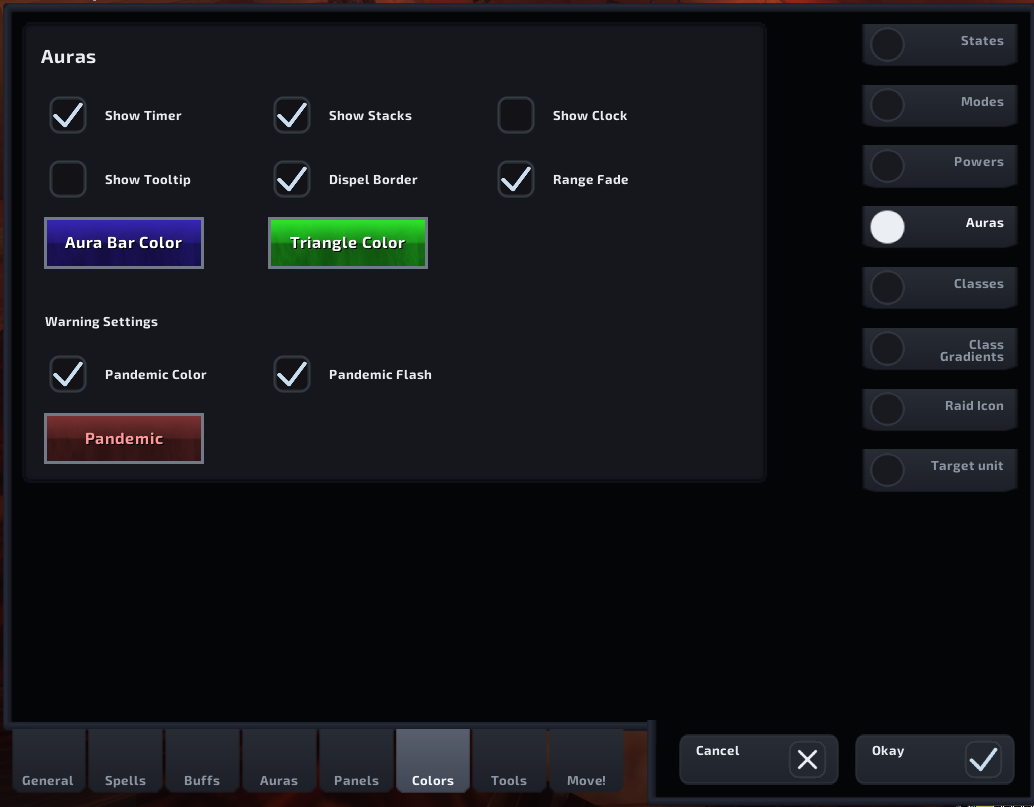 Auras
Show Timer
Show Stacks
Show Clock
Show Tooltip
Dispel Border
Range Fade
Aura Bar Color
Triangle Color
Warning Settings
Pandemic Color
Pandemic Flash
Pandemic
States
Modes
Powers
Auras
Classes
Class
Gradients
Raid Icon
Target unit
General
Spells
Buffs
Auras
Panels
Colors
Tools
Move!
Cancel
Okay